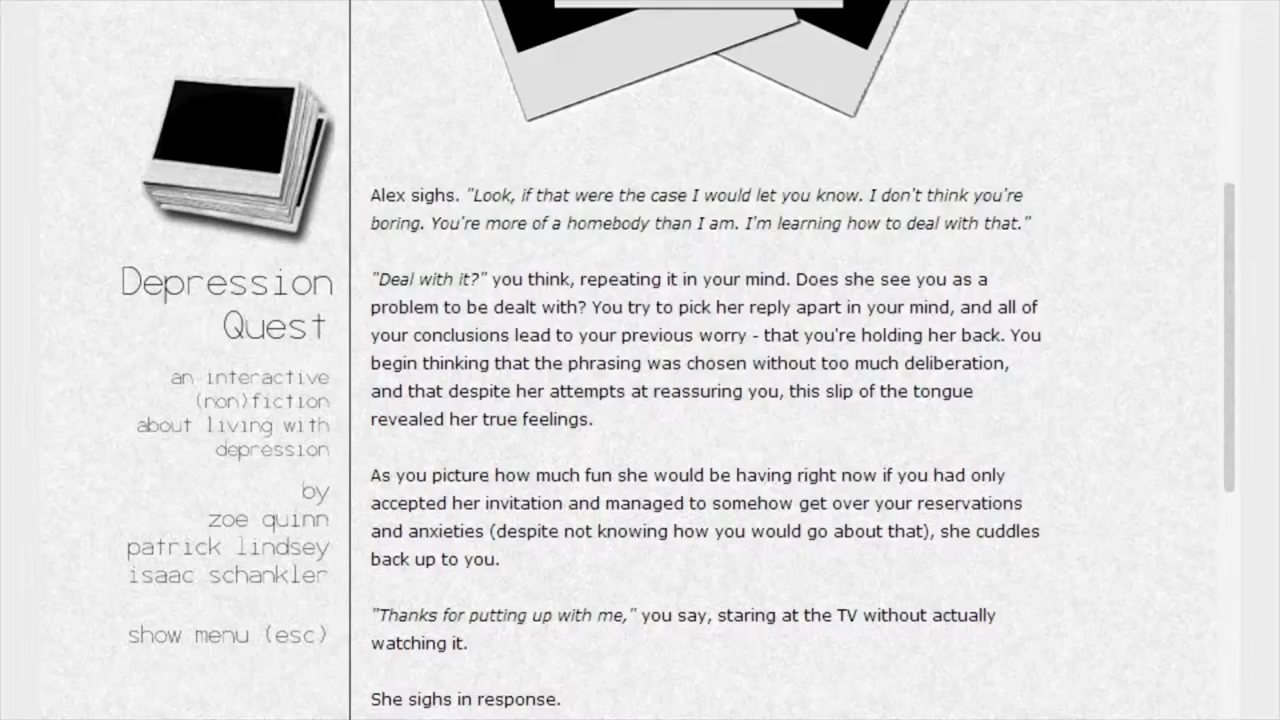 Depression
Quest
an interactive
(non)fiction
about living with
depression
by
zoe quinn
patrick lindsey
isaac schankler
show menu (esc)
Alex sighs. "Look, if that were the case I would let you know. I don't think you're
boring. You're more of a homebody than I am. I'm learning how to deal with that."
"Deal with it?" you think, repeating it in your mind. Does she see you as a
problem to be dealt with? You try to pick her reply apart in your mind, and all of
your conclusions lead to your previous worry - that you're holding her back. You
begin thinking that the phrasing was chosen without too much deliberation,
and that despite her attempts at reassuring you, this slip of the tongue
revealed her true feelings.
As you picture how much fun she would be having right now if you had only
accepted her invitation and managed to somehow get over your reservations
and anxieties (despite not knowing how you would go about that), she cuddles
back up to you.
"Thanks for putting up with me," you say, staring at the TV without actually
watching it.
She sighs in response.